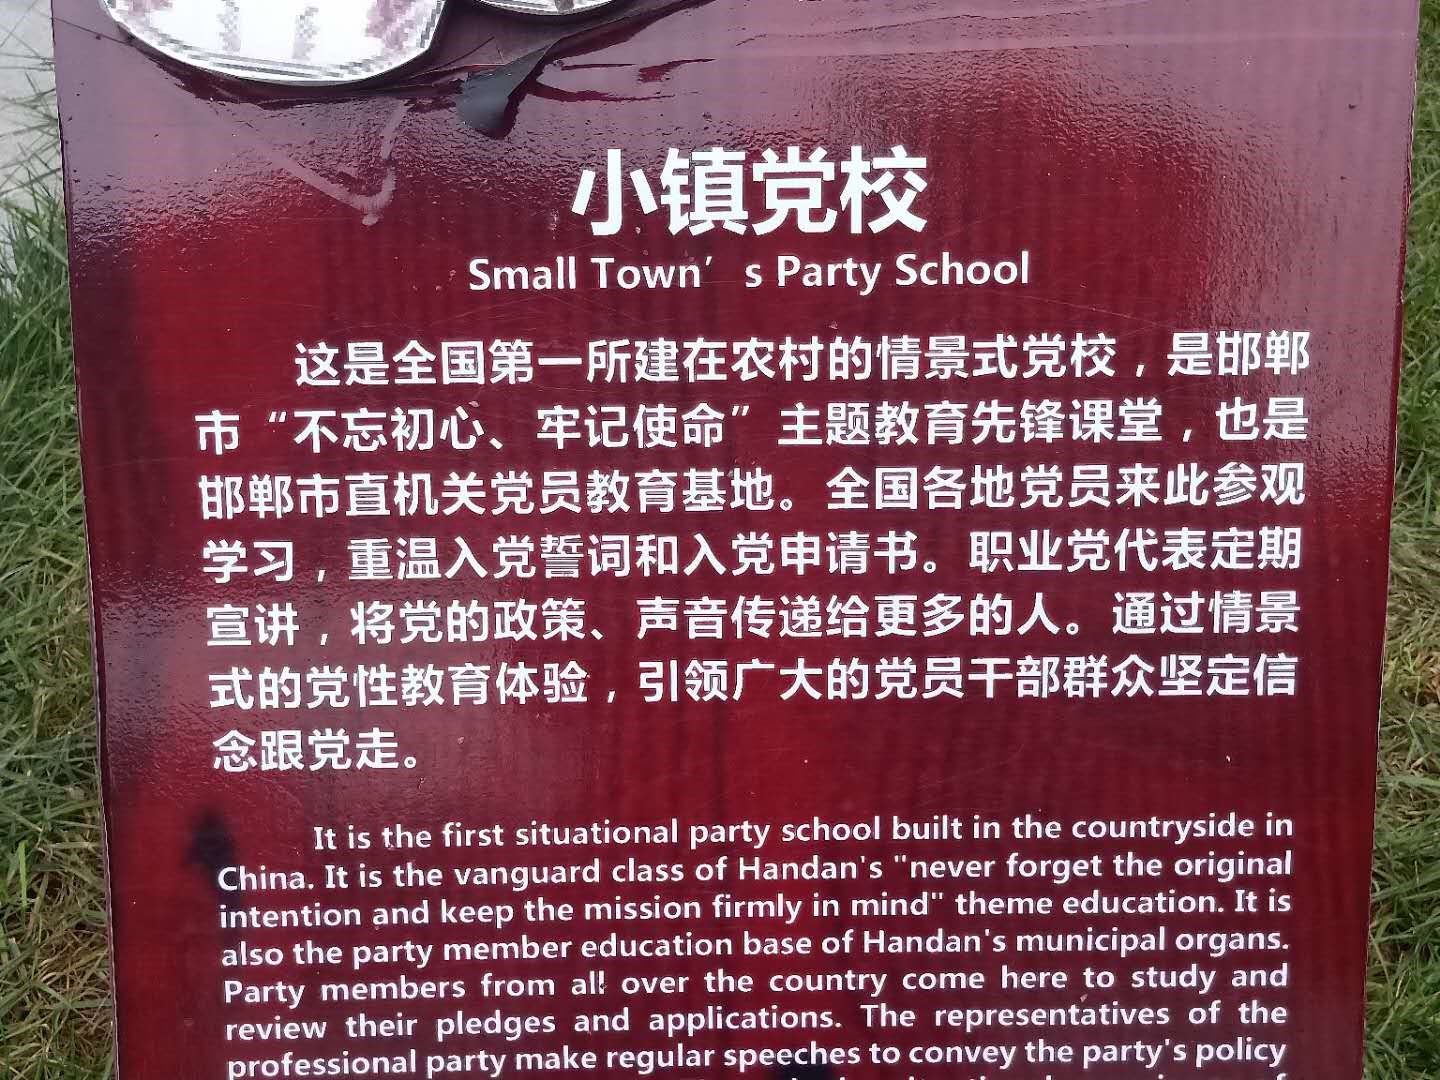 小镇党校
Small Town's Party School
这是全国第一所建在农村的情景式党校，是邯郸
市“不忘初心、牢记使命”主题教育先锋课堂，也是
邯郸市直机关党员教育基地。全国各地党员来此参观
学习，重温入党誓词和入党申请书。职业党代表定期
宣讲，将党的政策、声音传递给更多的人。通过情景
式的党性教育体验，引领广大的党员干部群众坚定信
念跟党走。
It is the first situational party school built in the countryside in
China. It is the vanguard class of Handan's "never forget the original
intention and keep the mission firmly in mind" theme education. It is
also the party member education base of Handan's municipal organs.
Party members from all over the country come here to study and
review their pledges and applications. The representatives of the
professional party make regular speeches to convey the party's policy